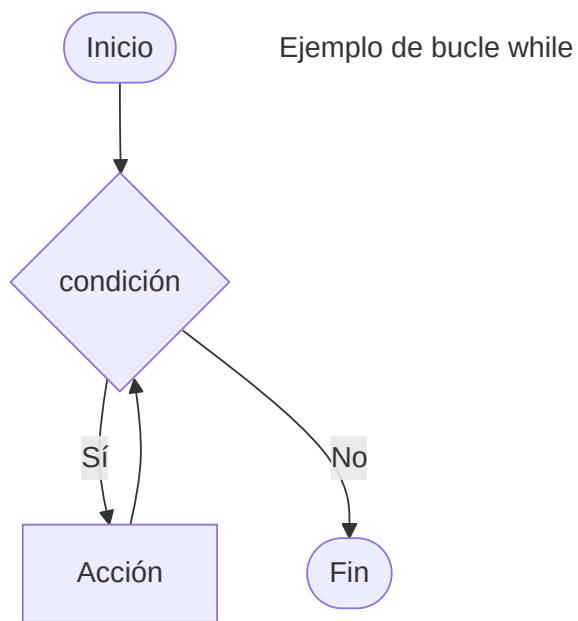 Inicio
Ejemplo de bucle while
condición
Sí
No
Acción
Fin